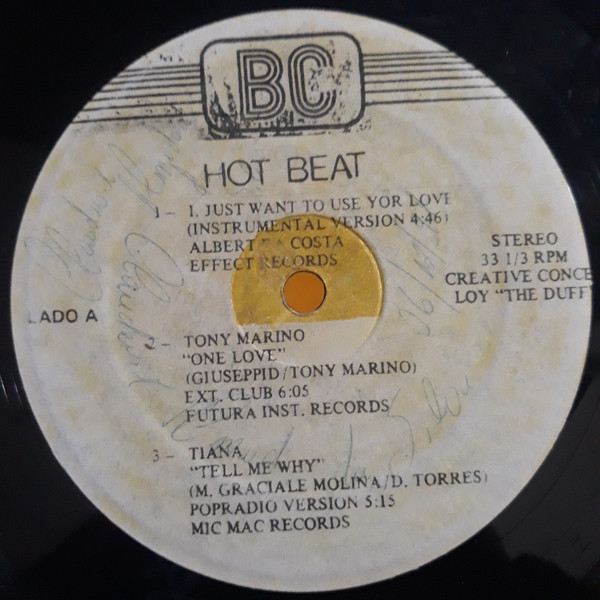 BC
HOT BEAT
1 - I. JUST WANT TO USE YOR LOVE
(INSTRUMENTAL VERSION 4:46)
ALBERT DA COSTA
EFFECT RECORDS
STEREO
33 1/3 RPM
CREATIVE CONCE
LOY "THE DUFF"
LADO A
2 - TONY MARINO
"ONE LOVE"
(GIUSEPPID/TONY MARINO)
EXT. CLUB 6:05
FUTURA INST. RECORDS
3 - TIANA
"TELL ME WHY"
(M. GRACIALE MOLINA/D. TORRES)
POPRADIO VERSION 5:15
MIC MAC RECORDS